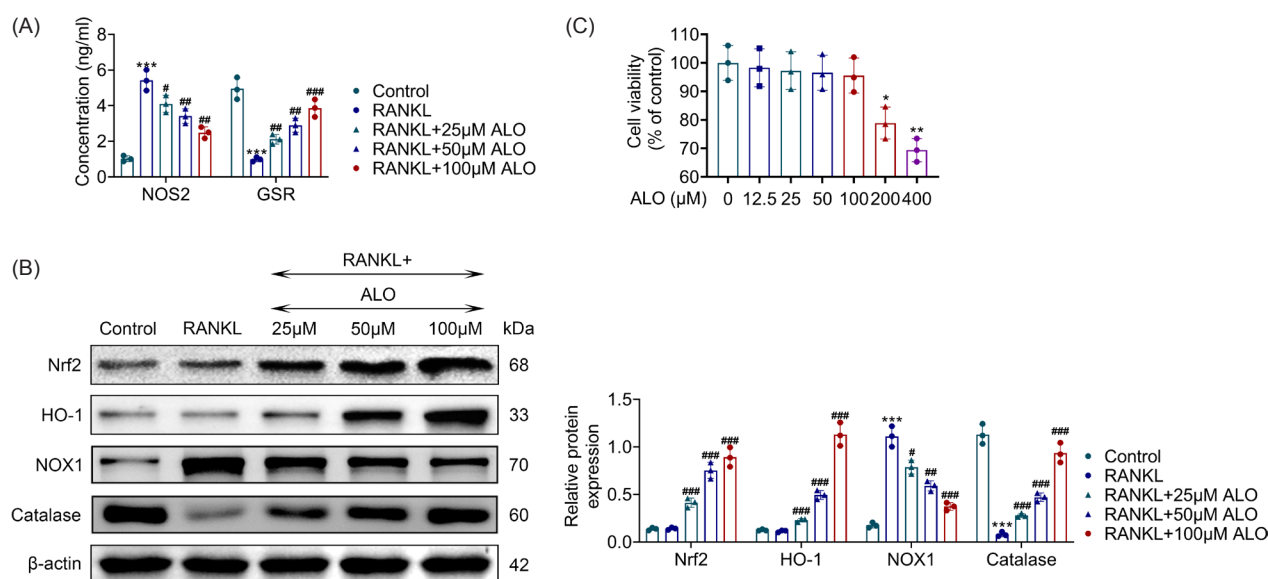 (A)
Concentration (ng/ml)
8
6
4
2
0
***
#
##
##
***
##
##
###
NOS2
GSR
Control
RANKL
RANKL+25μM ALO
RANKL+50μM ALO
RANKL+100μM ALO
(C)
Cell viability
(% of control)
110
100
90
80
70
60
*
**
ALO (μM)
0 12.5 25 50 100 200 400
(B)
RANKL+
ALO
Control RANKL 25μM 50μM 100μM kDa
Nrf2 68
HO-1 33
NOX1 70
Catalase 60
β-actin 42
Relative protein
expression
1.5
1.0
0.5
0.0
###
###
###
###
###
###
***
#
##
###
***
###
###
###
Nrf2
HO-1
NOX1
Catalase
Control
RANKL
RANKL+25μM ALO
RANKL+50μM ALO
RANKL+100μM ALO